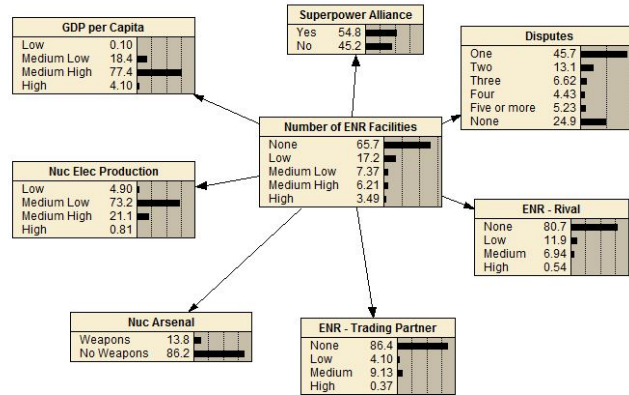 GDP per Capita
Low 0.10
Medium Low 18.4
Medium High 77.4
High 4.10
Superpower Alliance
Yes 54.8
No 45.2
Disputes
One 45.7
Two 13.1
Three 6.62
Four 4.43
Five or more 5.23
None 24.9
Number of ENR Facilities
None 65.7
Low 17.2
Medium Low 7.37
Medium High 6.21
High 3.49
Nuc Elec Production
Low 4.90
Medium Low 73.2
Medium High 21.1
High 0.81
ENR - Rival
None 80.7
Low 11.9
Medium 6.94
High 0.54
Nuc Arsenal
Weapons 13.8
No Weapons 86.2
ENR - Trading Partner
None 86.4
Low 4.10
Medium 9.13
High 0.37